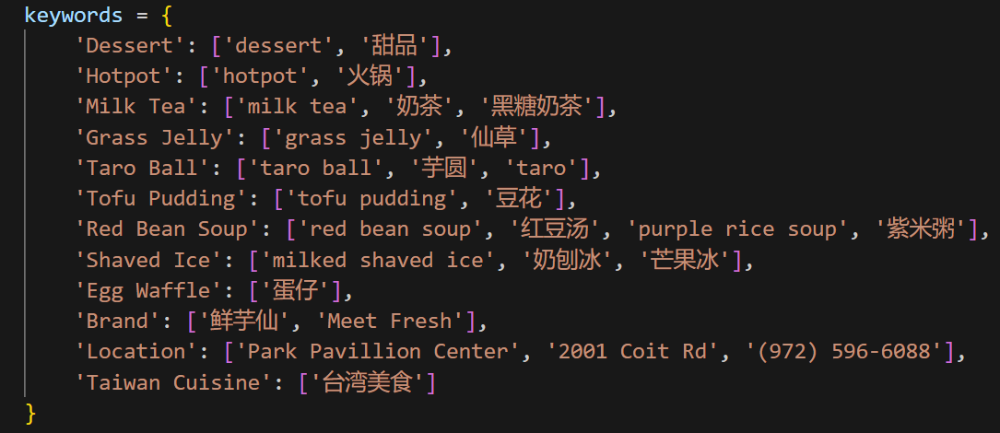 keywords = {
    'Dessert': ['dessert', '甜品'],
    'Hotpot': ['hotpot', '火锅'],
    'Milk Tea': ['milk tea', '奶茶', '黑糖奶茶'],
    'Grass Jelly': ['grass jelly', '仙草'],
    'Taro Ball': ['taro ball', '芋圆', 'taro'],
    'Tofu Pudding': ['tofu pudding', '豆花'],
    'Red Bean Soup': ['red bean soup', '红豆汤', 'purple rice soup', '紫米粥'],
    'Shaved Ice': ['milked shaved ice', '奶刨冰', '芒果冰'],
    'Egg Waffle': ['蛋仔'],
    'Brand': ['鲜芋仙', 'Meet Fresh'],
    'Location': ['Park Pavillion Center', '2001 Coit Rd', '(972) 596-6088'],
    'Taiwan Cuisine': ['台湾美食']
}